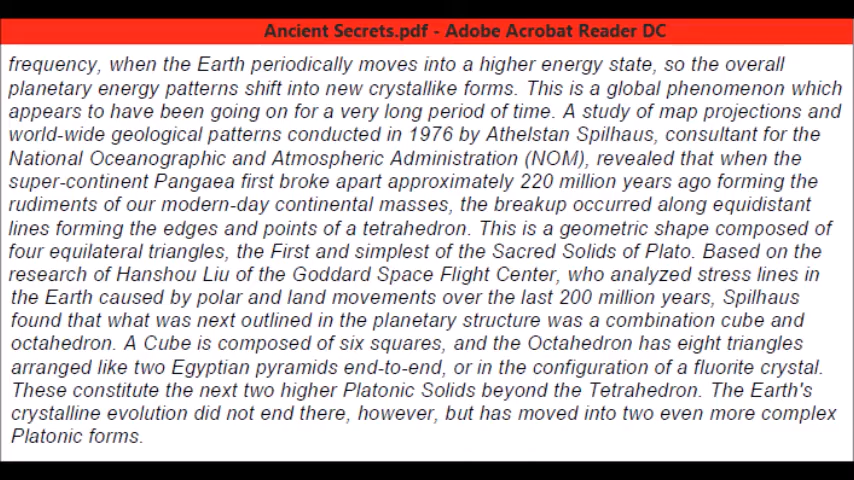 Ancient Secrets.pdf - Adobe Acrobat Reader DC
frequency, when the Earth periodically moves into a higher energy state, so the overall
planetary energy patterns shift into new crystallike forms. This is a global phenomenon which
appears to have been going on for a very long period of time. A study of map projections and
world-wide geological patterns conducted in 1976 by Athelstan Spilhaus, consultant for the
National Oceanographic and Atmospheric Administration (NOM), revealed that when the
super-continent Pangaea first broke apart approximately 220 million years ago forming the
rudiments of our modern-day continental masses, the breakup occurred along equidistant
lines forming the edges and points of a tetrahedron. This is a geometric shape composed of
four equilateral triangles, the First and simplest of the Sacred Solids of Plato. Based on the
research of Hanshou Liu of the Goddard Space Flight Center, who analyzed stress lines in
the Earth caused by polar and land movements over the last 200 million years, Spilhaus
found that what was next outlined in the planetary structure was a combination cube and
octahedron. A Cube is composed of six squares, and the Octahedron has eight triangles
arranged like two Egyptian pyramids end-to-end, or in the configuration of a fluorite crystal.
These constitute the next two higher Platonic Solids beyond the Tetrahedron. The Earth's
crystalline evolution did not end there, however, but has moved into two even more complex
Platonic forms.